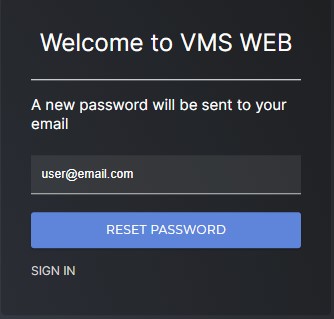 Welcome to VMS WEB
A new password will be sent to your
email
user@email.com
RESET PASSWORD
SIGN IN